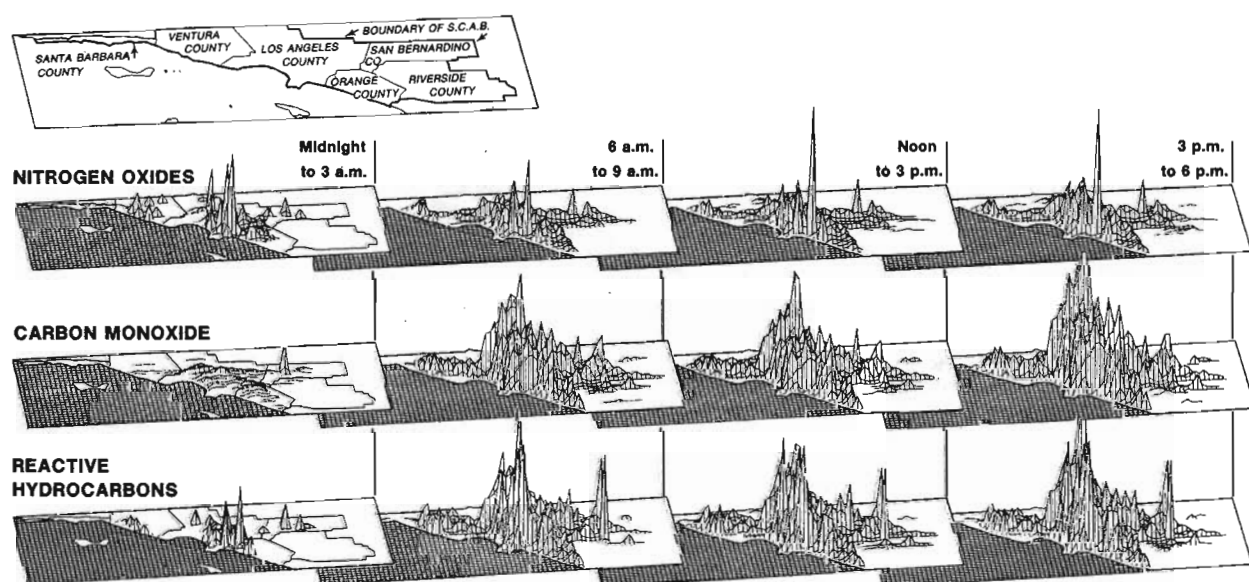 BOUNDARY OF S.C.A.B.
VENTURA
COUNTY
LOS ANGELES
COUNTY
SAN BERNARDINO
CO.
SANTA BARBARA
COUNTY
ORANGE
COUNTY
RIVERSIDE
COUNTY
Midnight
to 3 a.m.
6 a.m.
to 9 a.m.
Noon
to 3 p.m.
3 p.m.
to 6 p.m.
NITROGEN OXIDES
CARBON MONOXIDE
REACTIVE
HYDROCARBONS